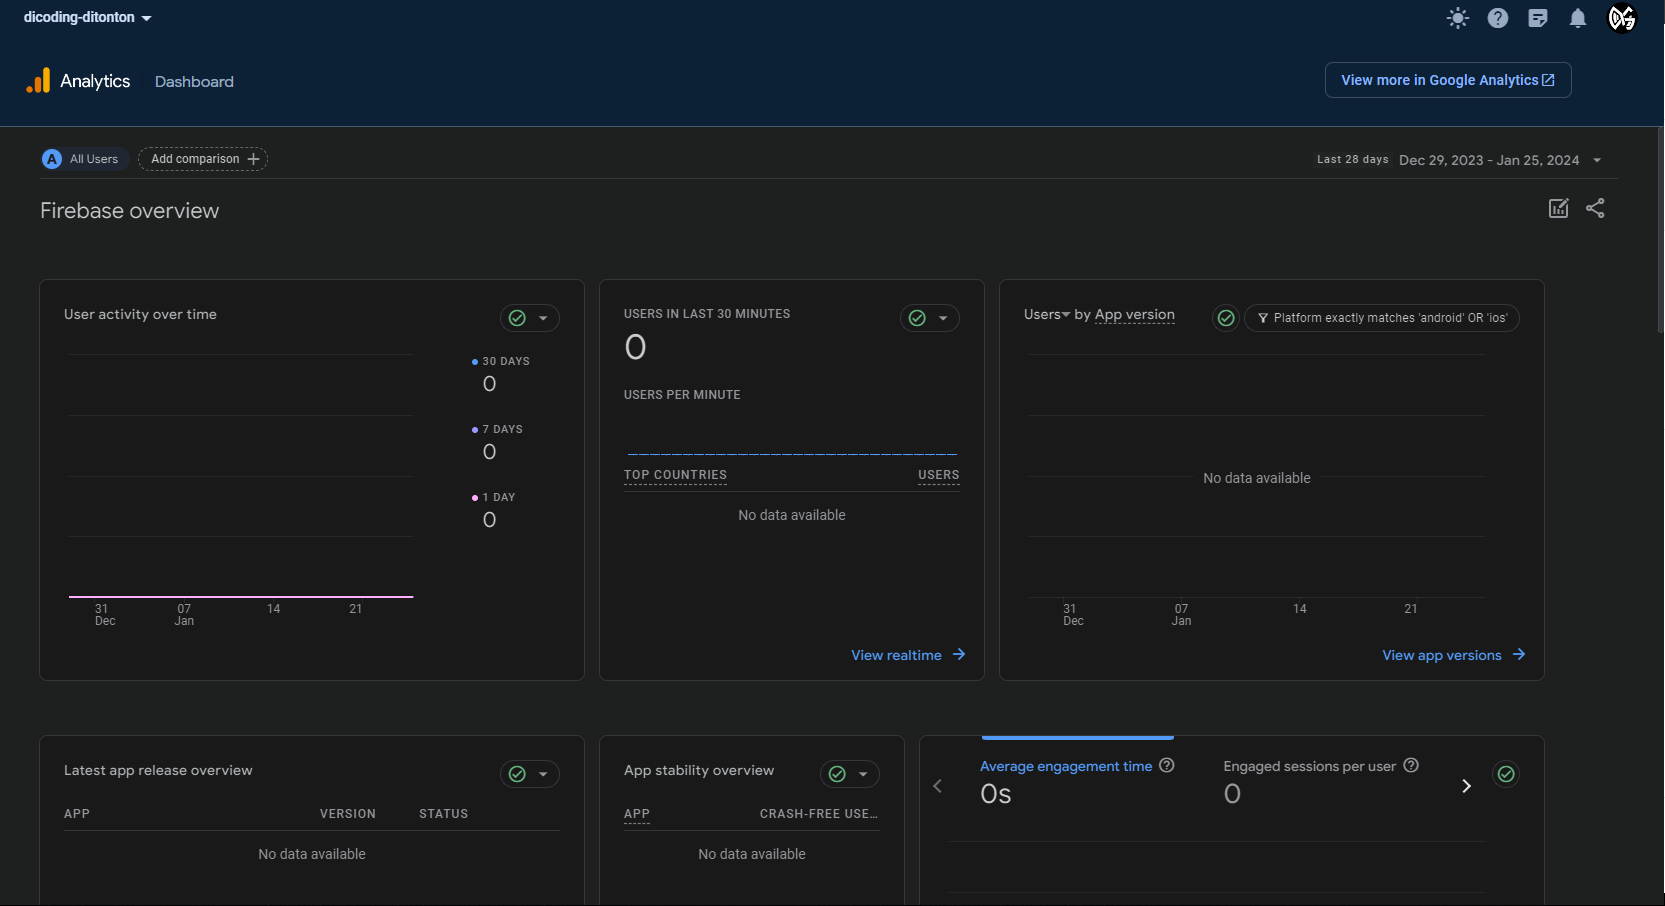 dicoding-ditonton
Analytics Dashboard
View more in Google Analytics
A All Users Add comparison
Last 28 days Dec 29, 2023 - Jan 25, 2024
Firebase overview
User activity over time
30 DAYS
0
7 DAYS
0
1 DAY
0
31 07 14 21
Dec Jan
USERS IN LAST 30 MINUTES
0
USERS PER MINUTE
TOP COUNTRIES USERS
No data available
View realtime
Users by App version
Platform exactly matches 'android' OR 'ios'
No data available
31 07 14 21
Dec Jan
View app versions
Latest app release overview
APP VERSION STATUS
No data available
App stability overview
APP CRASH-FREE USE...
No data available
Average engagement time
0s
Engaged sessions per user
0